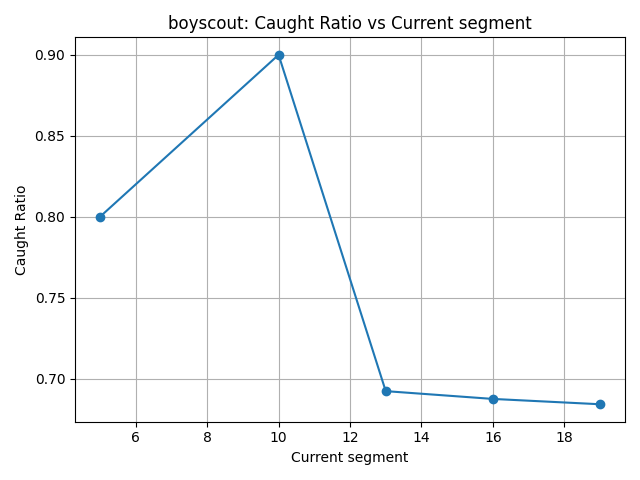 boyscout: Caught Ratio vs Current segment
0.90
0.85
0.80
0.75
0.70
Caught Ratio
6 8 10 12 14 16 18
Current segment